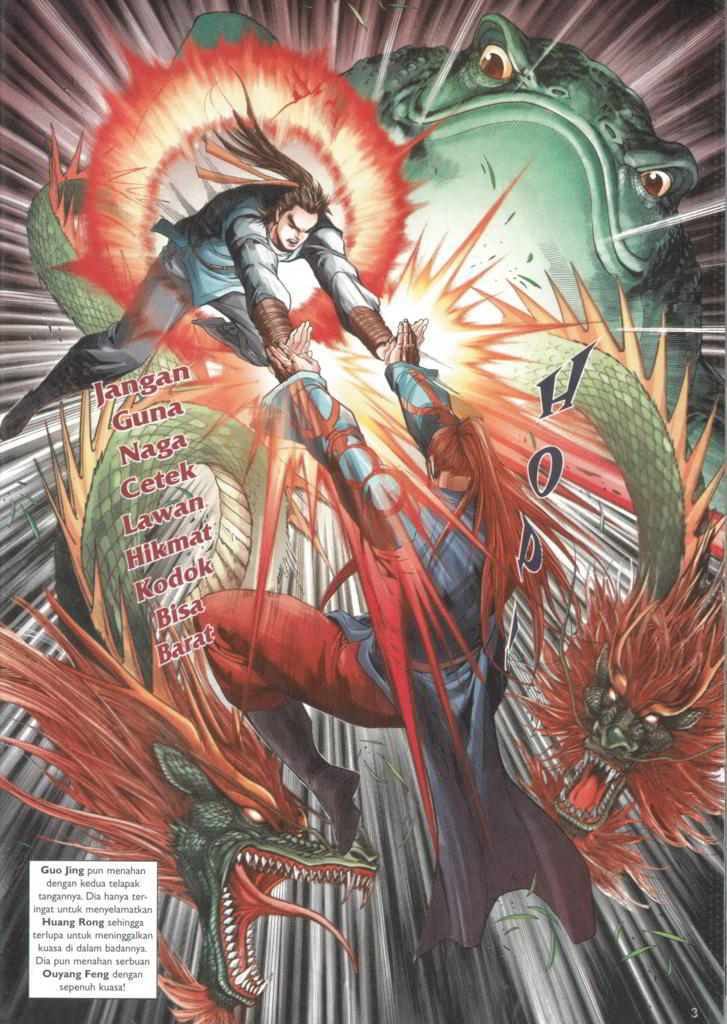 Jangan
Guna
Naga
Cetek
Lawan
Hikmat
Kodok
Bisa
Barat
HOP!
Guo Jing pun menahan
dengan kedua telapak
tangannya. Dia hanya ter-
ingat untuk menyelamatkan
Huang Rong sehingga
terlupa untuk meninggalkan
kuasa di dalam badannya.
Dia pun menahan serbuan
Ouyang Feng dengan
sepenuh kuasa!
3